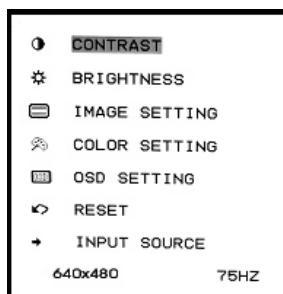 CONTRAST
BRIGHTNESS
IMAGE SETTING
COLOR SETTING
OSD SETTING
RESET
INPUT SOURCE
640x480 75HZ